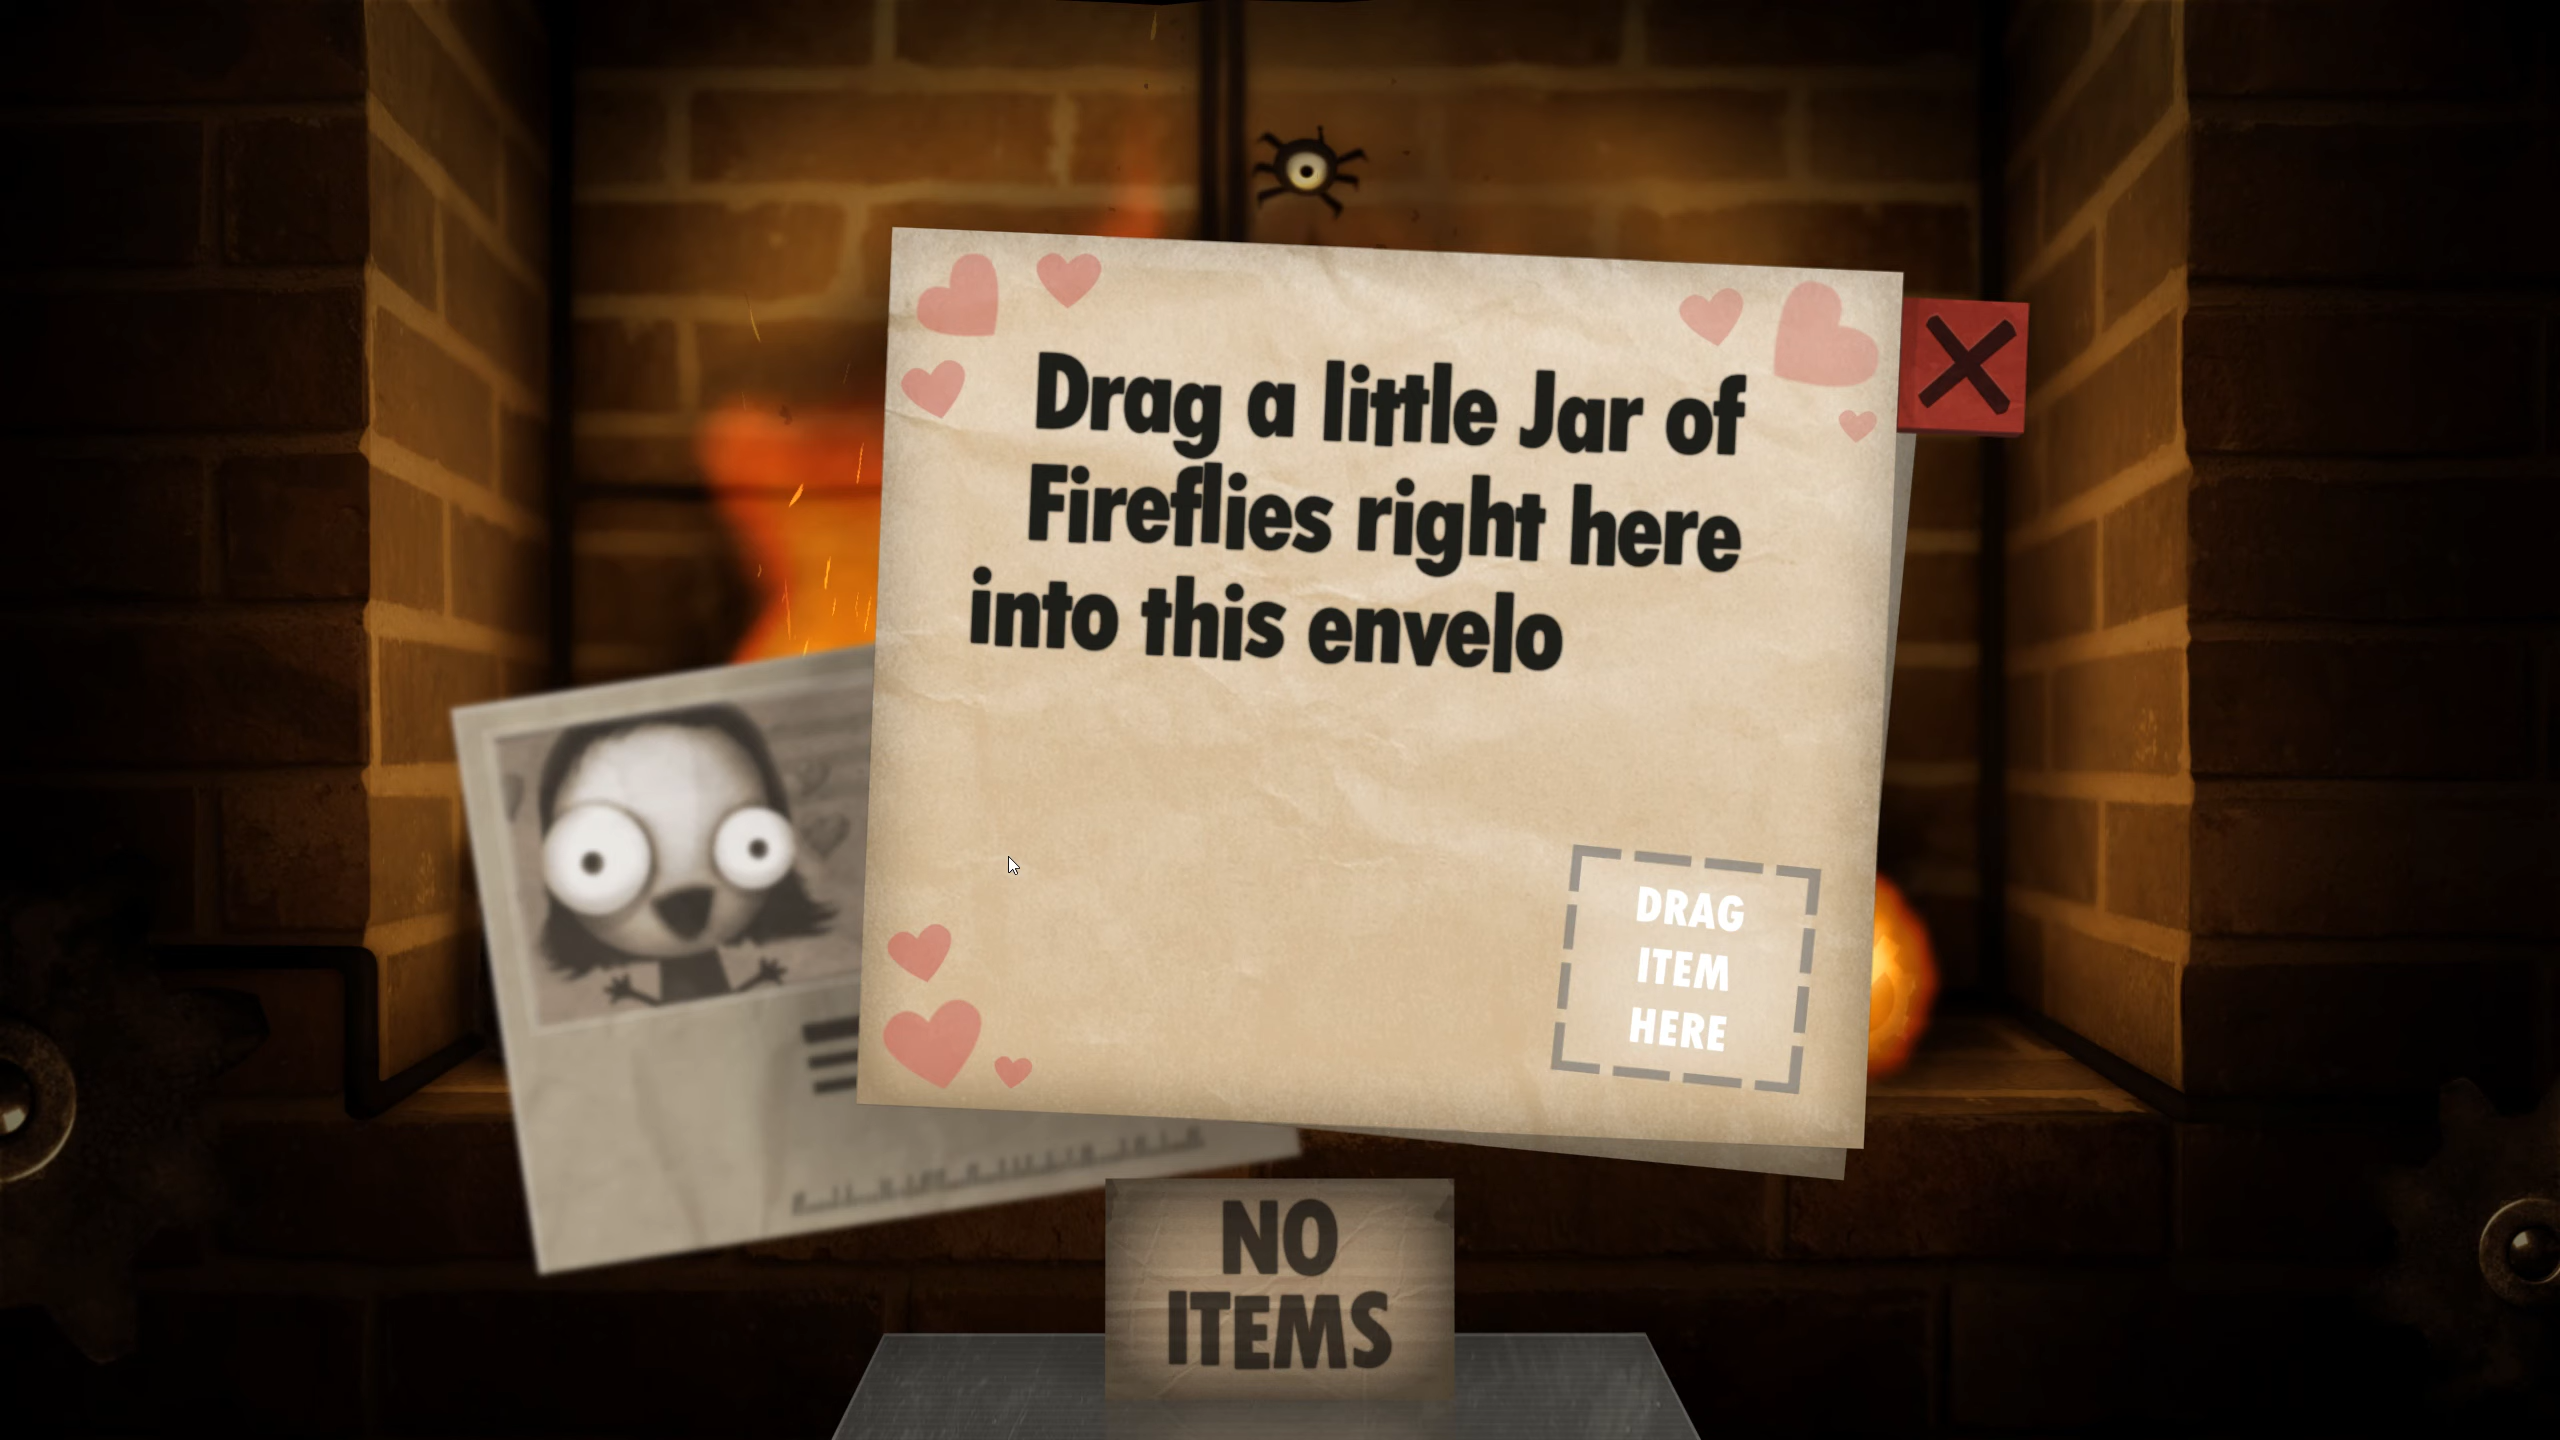 Drag a little Jar of
Fireflies right here
into this envelo
DRAG
ITEM
HERE
NO
ITEMS